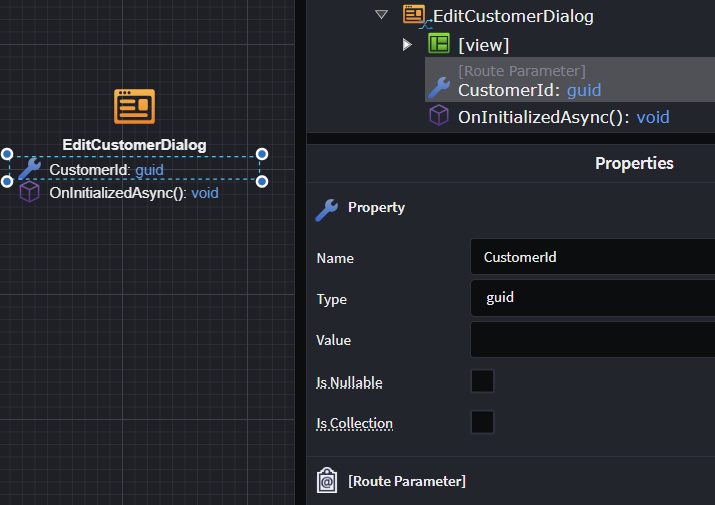 EditCustomerDialog
CustomerId: guid
OnInitializedAsync(): void
EditCustomerDialog
[view]
[Route Parameter]
CustomerId: guid
OnInitializedAsync(): void
Properties
Property
Name
CustomerId
Type
guid
Value
Is Nullable
Is Collection
[Route Parameter]